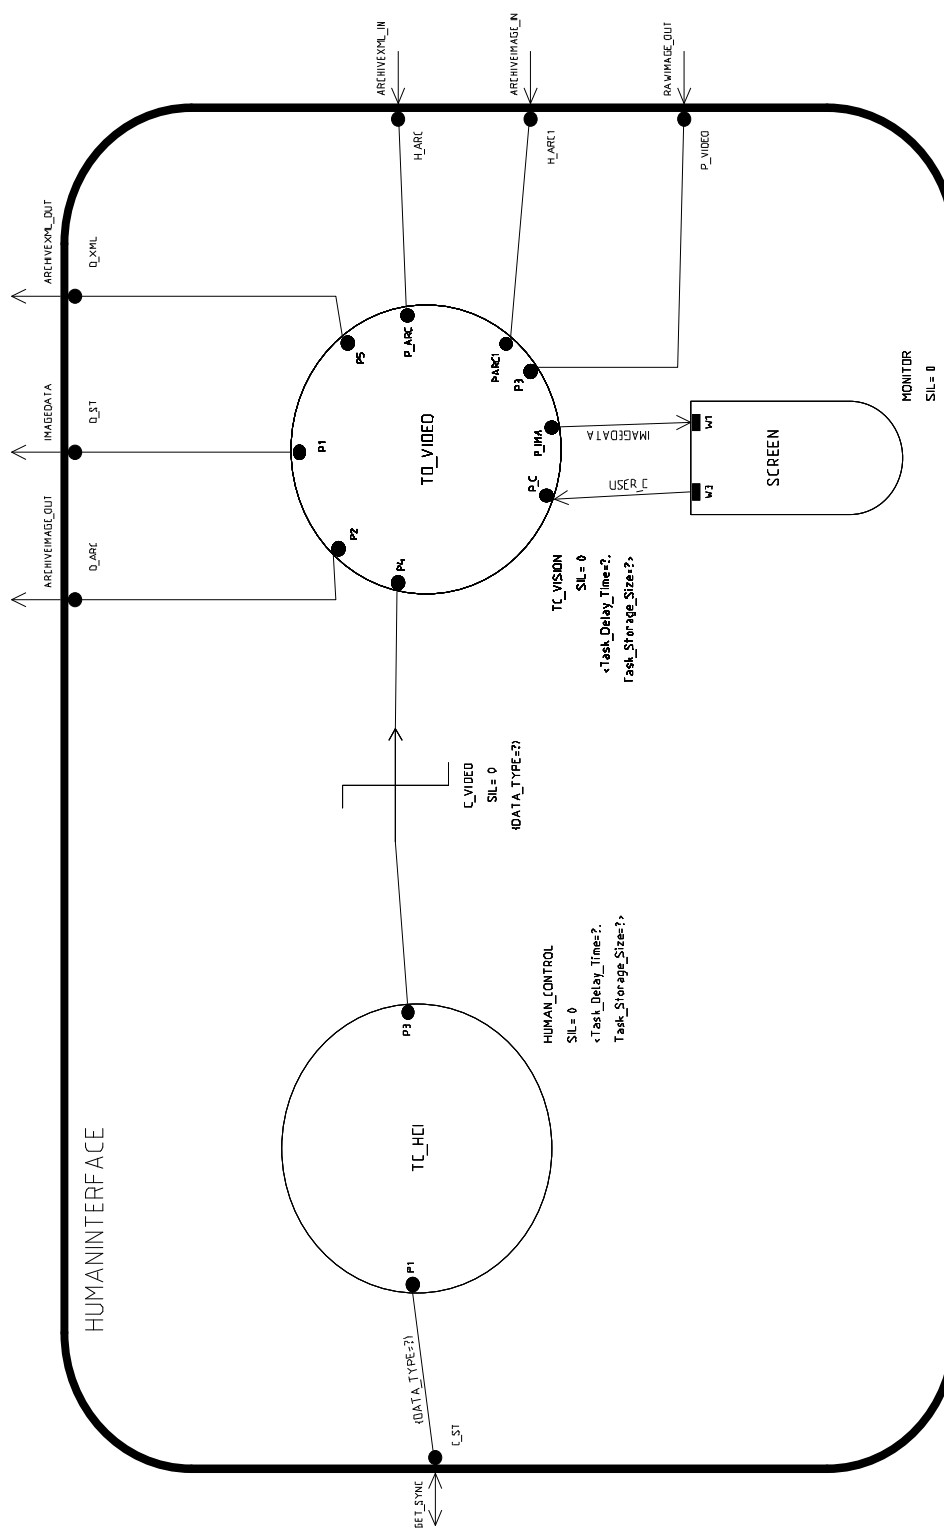 HUMANINTERFACE
ARCHIVEIMAGE_OUT
O_ARC
IMAGEDATA
O_ST
ARCHIVEXML_OUT
O_XML
ARCHIVEXML_IN
H_ARC
ARCHIVEIMAGE_IN
H_ARC1
RAWIMAGE_OUT
P_VIDEO
GET_SYNC
C_ST
(DATA_TYPE=?)
P1
TC_HCI
P3
HUMAN_CONTROL
SIL= 0
<Task_Delay_Time=?,
Task_Storage_Size=?>
C_VIDEO
SIL= 0
(DATA_TYPE=?)
P4
P2
P1
P5
P_ARC
PARC1
P3
P_IMA
P_C
TO_VIDEO
TC_VISION
SIL= 0
<Task_Delay_Time=?,
Task_Storage_Size=?>
IMAGEDATA
USER_C
W1
W3
SCREEN
MONITOR
SIL= 0